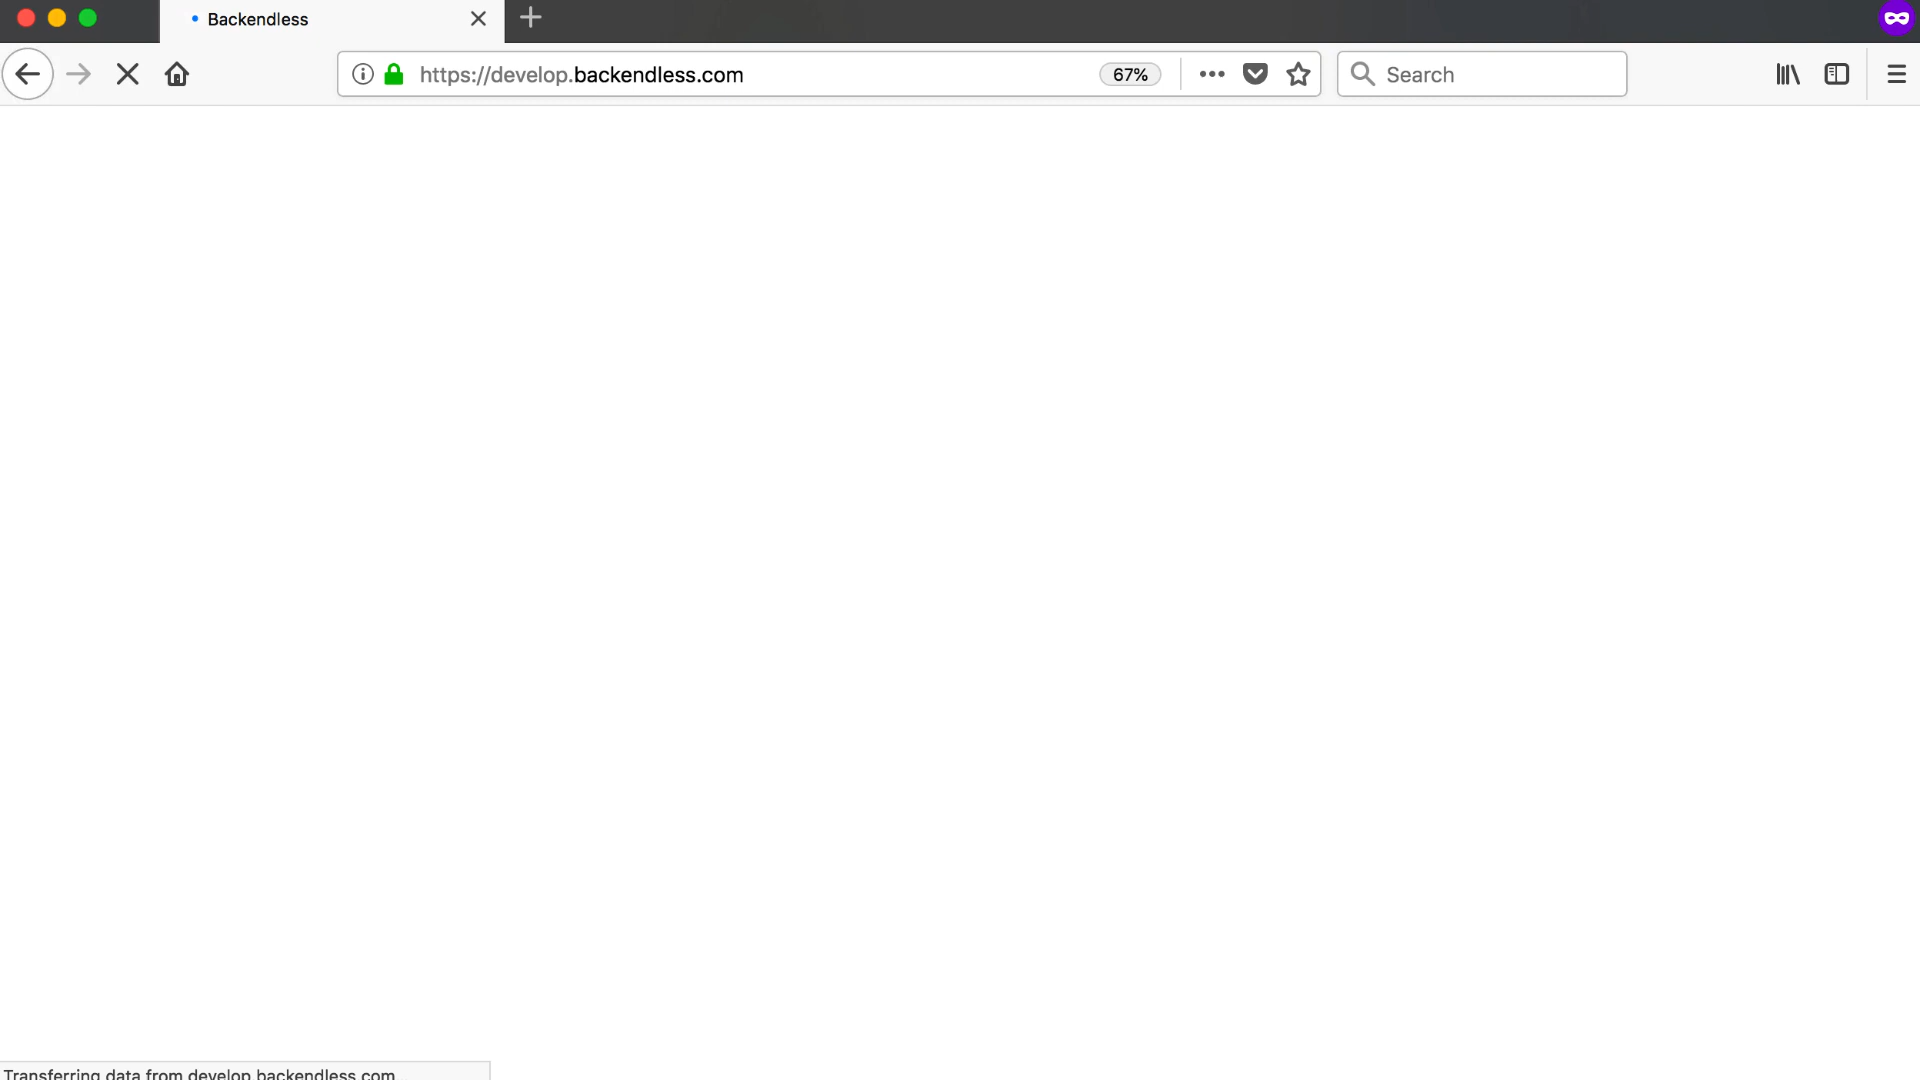 Backendless
https://develop.backendless.com
67%
Search
Transferring data from develop.backendless.com...